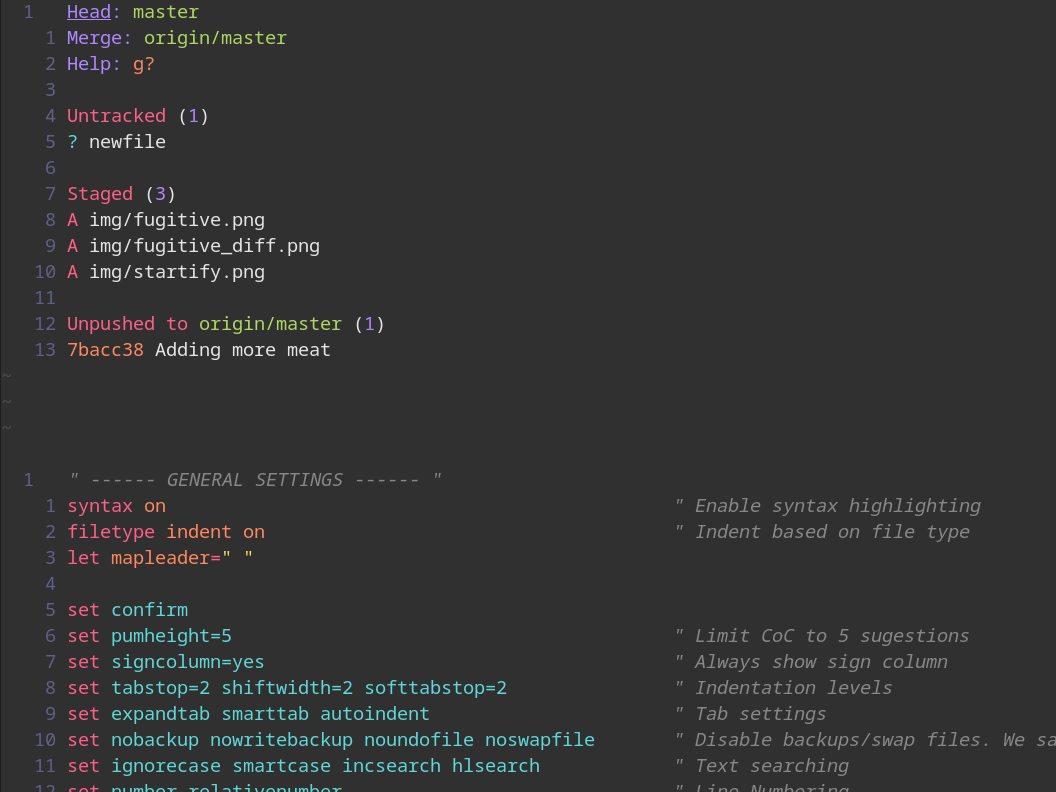 1 Head: master
1 Merge: origin/master
2 Help: g?
3
4 Untracked (1)
5 ? newfile
6
7 Staged (3)
8 A img/fugitive.png
9 A img/fugitive_diff.png
10 A img/startify.png
11
12 Unpushed to origin/master (1)
13 7bacc38 Adding more meat
~
~
~
1 " ------ GENERAL SETTINGS ------ "
1 syntax on " Enable syntax highlighting
2 filetype indent on " Indent based on file type
3 let mapleader=" "
4
5 set confirm
6 set pumheight=5 " Limit CoC to 5 sugestions
7 set signcolumn=yes " Always show sign column
8 set tabstop=2 shiftwidth=2 softtabstop=2 " Indentation levels
9 set expandtab smarttab autoindent " Tab settings
10 set nobackup nowritebackup noundofile noswapfile " Disable backups/swap files. We sa
11 set ignorecase smartcase incsearch hlsearch " Text searching
12 set number relativenumber " Line Numbering